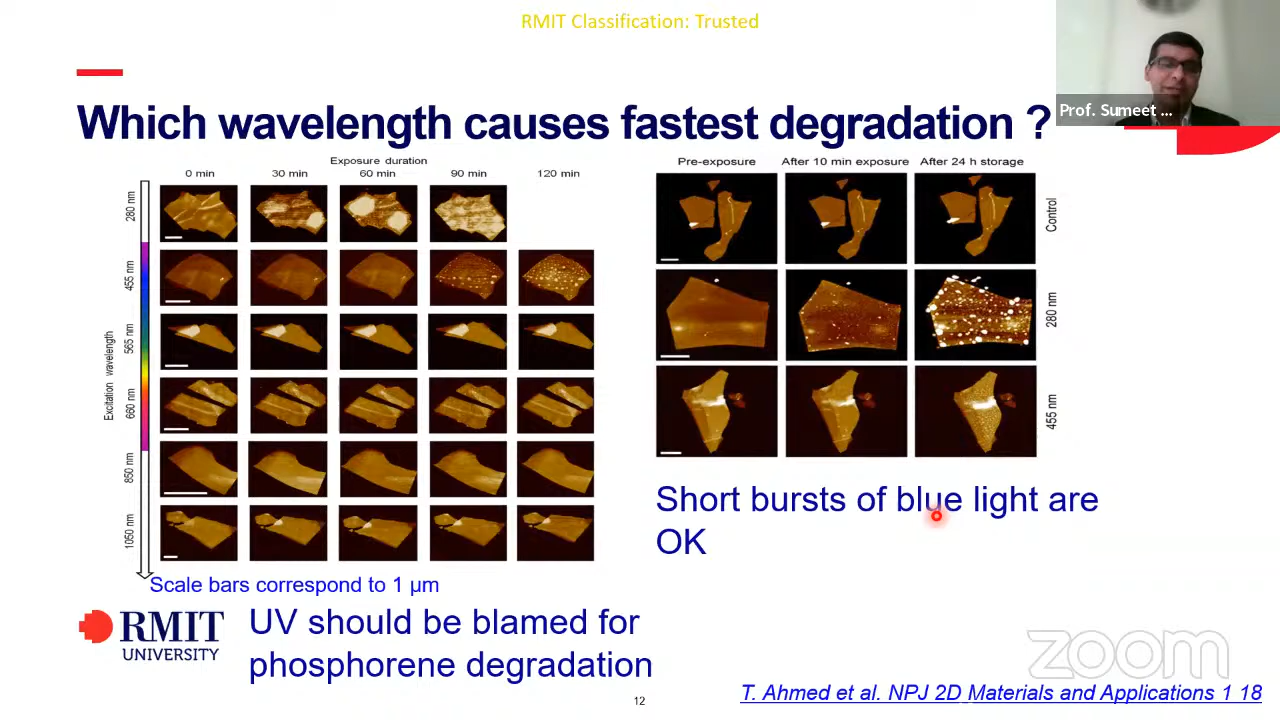 RMIT Classification: Trusted
Prof. Sumeet ...
Which wavelength causes fastest degradation ?
Exposure duration
0 min 30 min 60 min 90 min 120 min
Excitation wavelength
280 nm
455 nm
565 nm
660 nm
850 nm
1050 nm
Scale bars correspond to 1 µm
Pre-exposure After 10 min exposure After 24 h storage
Control
280 nm
455 nm
Short bursts of blue light are
OK
RMIT
UNIVERSITY
UV should be blamed for
phosphorene degradation
zoom
12
T. Ahmed et al. NPJ 2D Materials and Applications 1 18